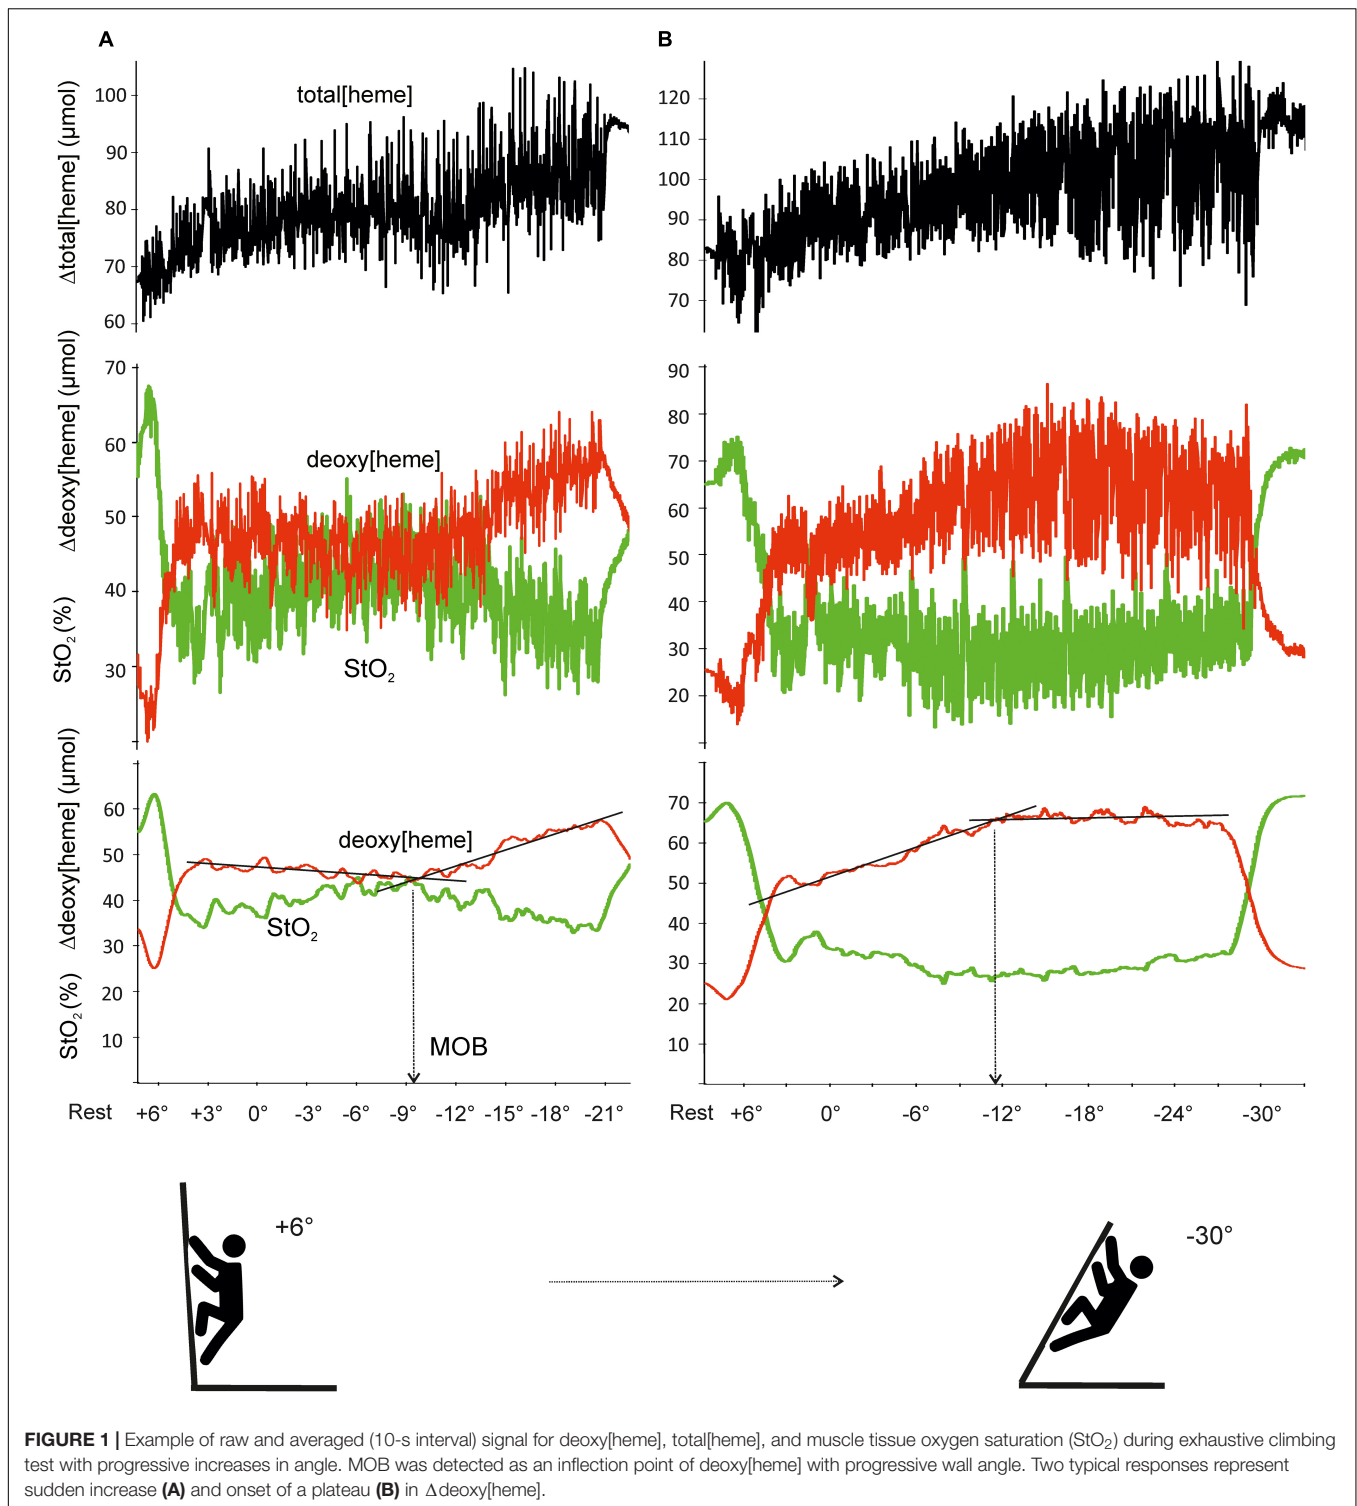 A
B
Δtotal[heme] (µmol)
total[heme]
100
90
80
70
60
120
110
100
90
80
70
Δdeoxy[heme] (µmol)
StO2 (%)
deoxy[heme]
StO2
70
60
50
40
30
90
80
70
60
50
40
30
20
Δdeoxy[heme] (µmol)
StO2 (%)
deoxy[heme]
StO2
MOB
60
50
40
30
20
10
70
60
50
40
30
20
10
Rest +6° +3° 0° -3° -6° -9° -12° -15° -18° -21°
Rest +6° 0° -6° -12° -18° -24° -30°
+6°
-30°
FIGURE 1 | Example of raw and averaged (10-s interval) signal for deoxy[heme], total[heme], and muscle tissue oxygen saturation (StO2) during exhaustive climbing
test with progressive increases in angle. MOB was detected as an inflection point of deoxy[heme] with progressive wall angle. Two typical responses represent
sudden increase (A) and onset of a plateau (B) in Δdeoxy[heme].